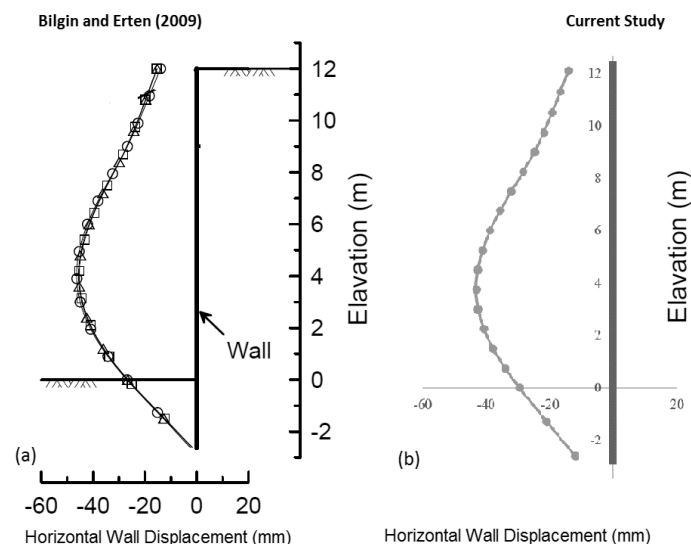 Bilgin and Erten (2009)
12
10
8
6
4
2
0
-2
Elavation (m)
Wall
(a)
-60 -40 -20 0 20
Horizontal Wall Displacement (mm)
Current Study
12
10
8
6
4
2
0
-2
-60 -40 -20 20
Elavation (m)
(b)
Horizontal Wall Displacement (mm)